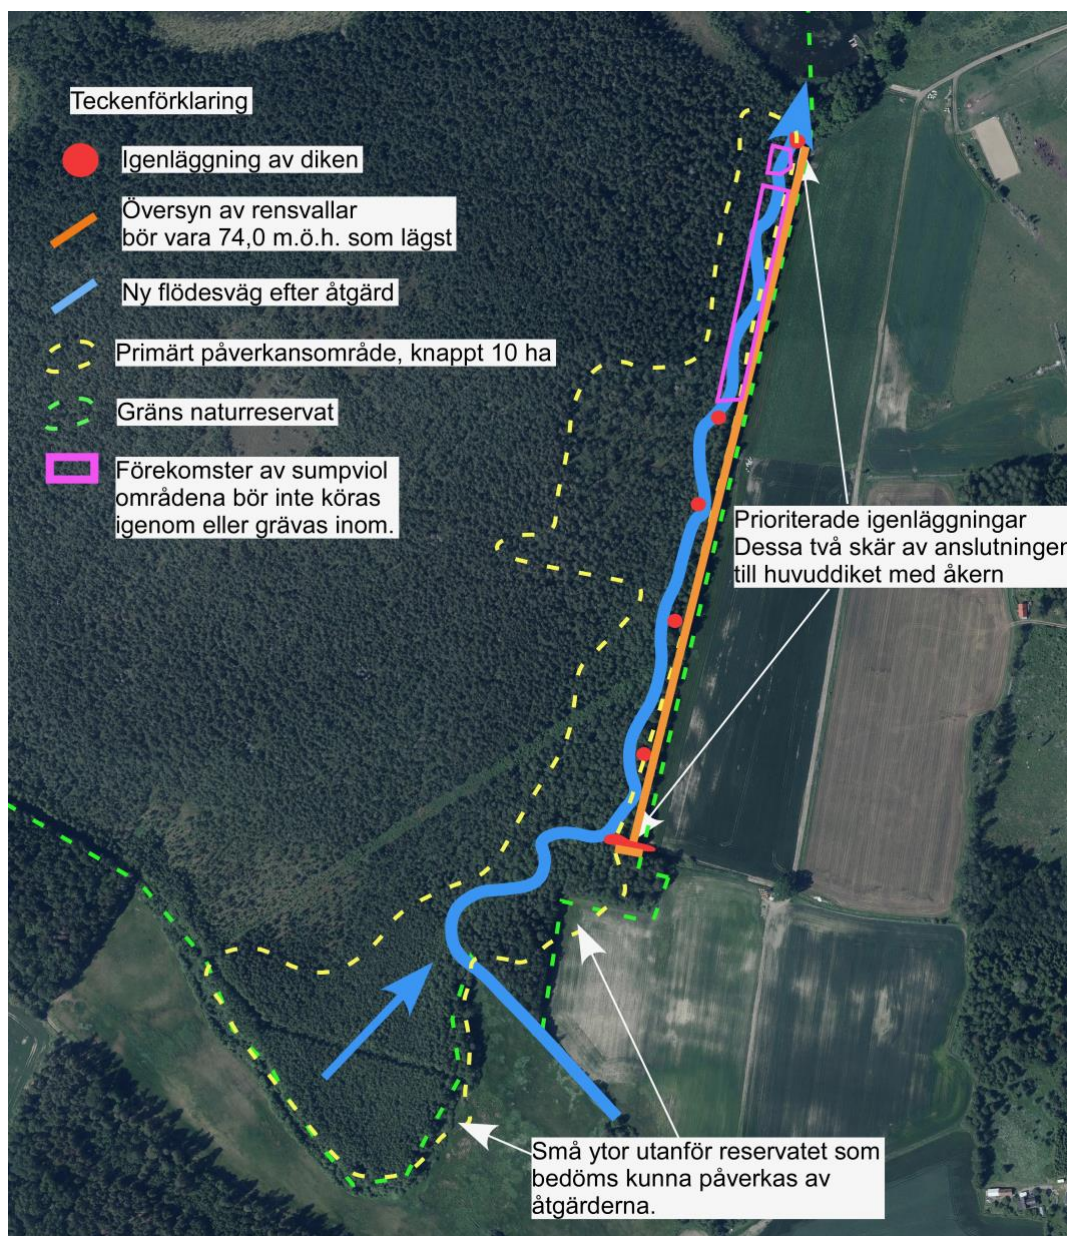 Teckenförklaring
Igenläggning av diken
Översyn av rensvallar
bör vara 74,0 m.ö.h. som lägst
Ny flödesväg efter åtgärd
Primärt påverkansområde, knappt 10 ha
Gräns naturreservat
Förekomster av sumpviol
områdena bör inte köras
igenom eller grävas inom.
Prioriterade igenläggningar
Dessa två skär av anslutningen
till huvuddiket med åkern
Små ytor utanför reservatet som
bedöms kunna påverkas av
åtgärderna.